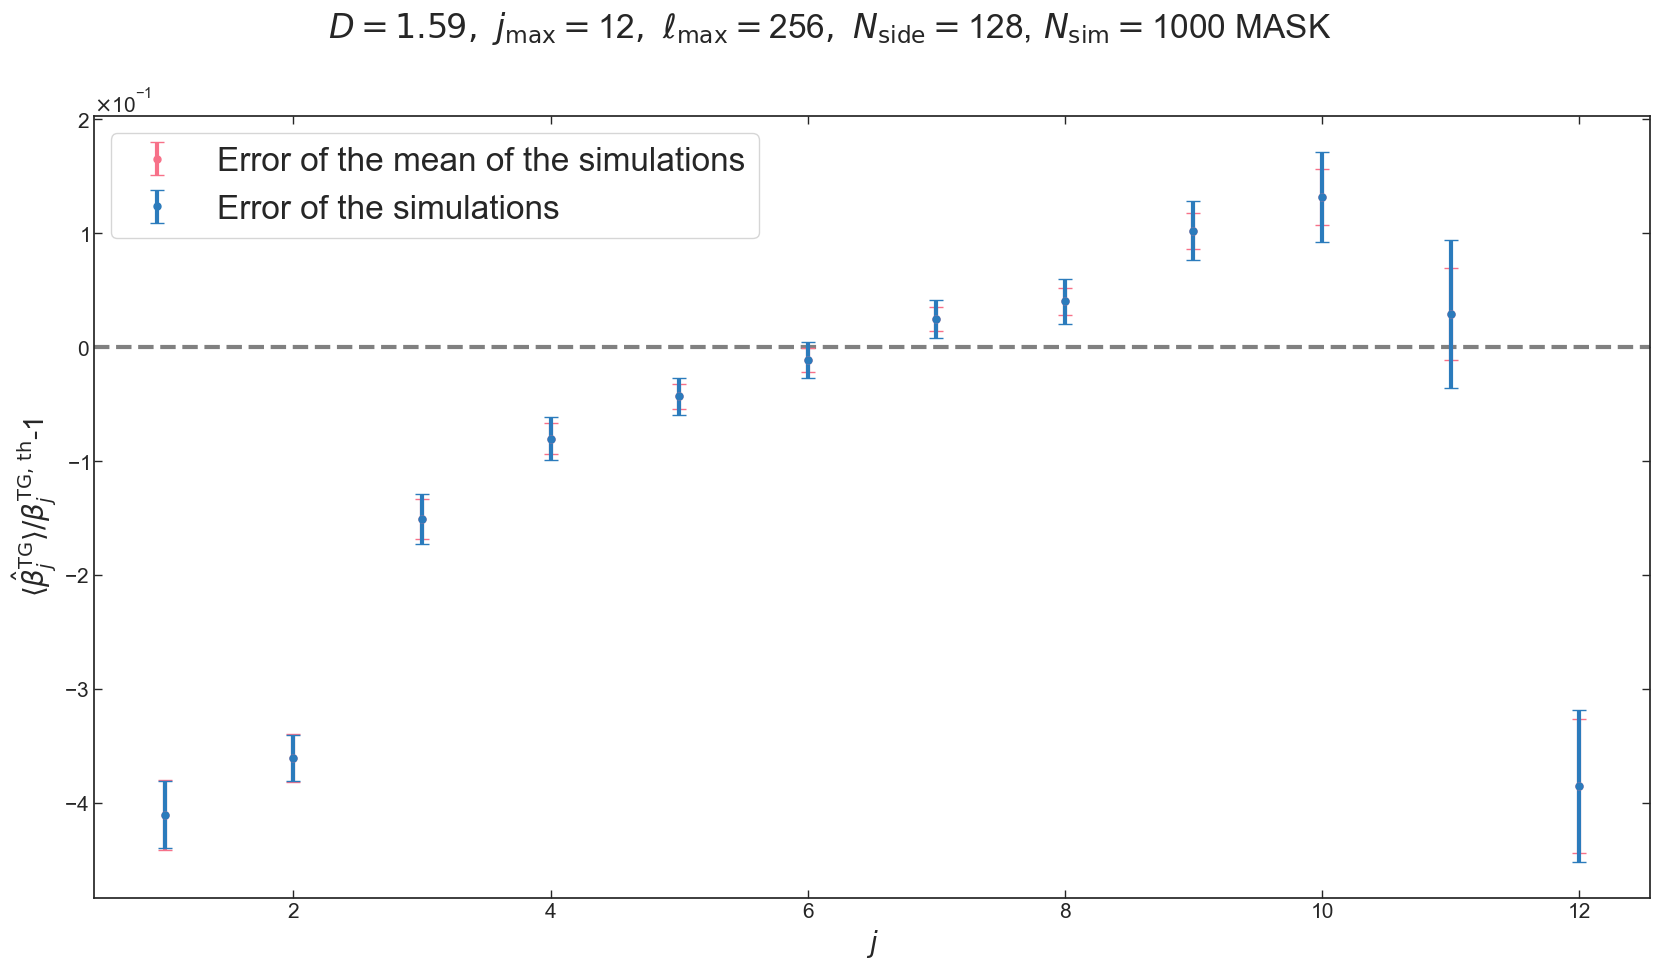 D = 1.59, j_max = 12, ℓ_max = 256, N_side = 128, N_sim = 1000 MASK
×10⁻¹
2
1
0
−1
−2
−3
−4
⟨β̂_j^TG⟩/β_j^TG, th-1
Error of the mean of the simulations
Error of the simulations
2 4 6 8 10 12
j